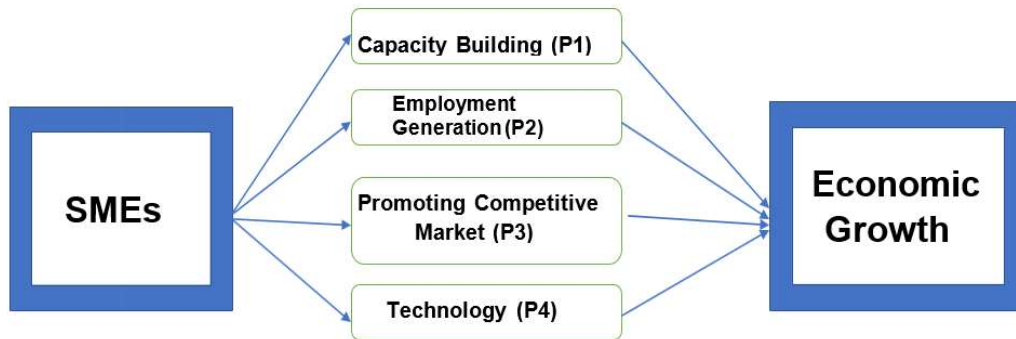 SMEs
Capacity Building (P1)
Employment
Generation (P2)
Promoting Competitive
Market (P3)
Technology (P4)
Economic
Growth